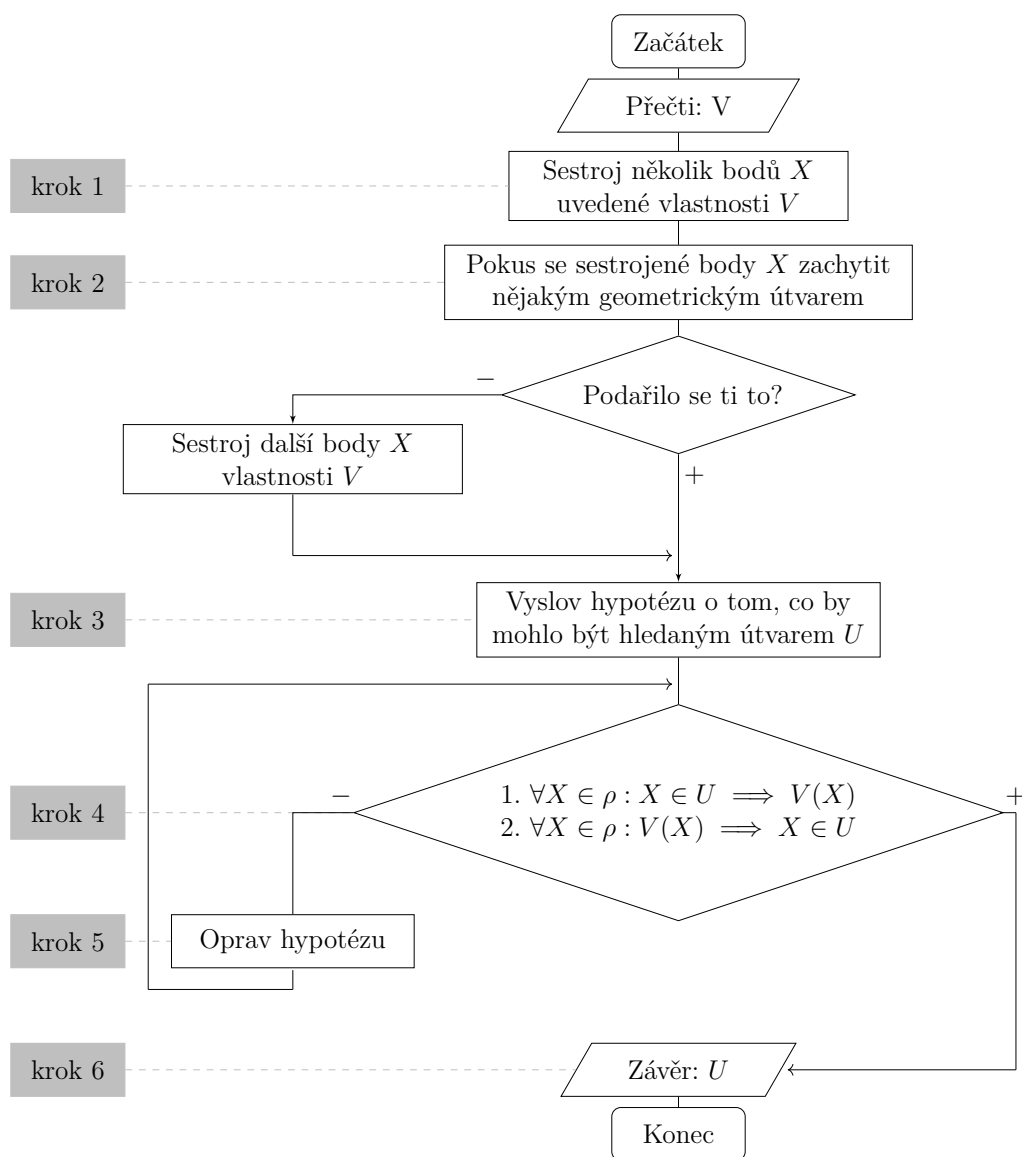 Začátek
Přečti: V
krok 1
Sestroj několik bodů X
uvedené vlastnosti V
krok 2
Pokus se sestrojené body X zachytit
nějakým geometrickým útvarem
Podařilo se ti to?
−
+
Sestroj další body X
vlastnosti V
krok 3
Vyslov hypotézu o tom, co by
mohlo být hledaným útvarem U
krok 4
−
1. ∀X ∈ ρ : X ∈ U ⟹ V(X)
2. ∀X ∈ ρ : V(X) ⟹ X ∈ U
+
krok 5
Oprav hypotézu
krok 6
Závěr: U
Konec